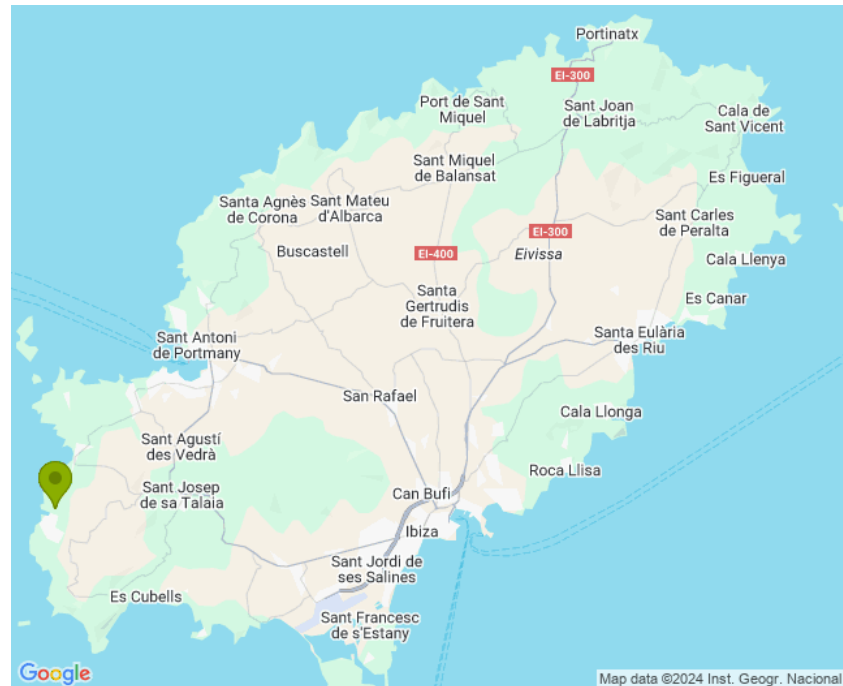 Portinatx
EI-300
Port de Sant
Miquel
Sant Joan
de Labritja
Cala de
Sant Vicent
Sant Miquel
de Balansat
Es Figueral
Santa Agnès
de Corona
Sant Mateu
d'Albarca
Sant Carles
de Peralta
EI-300
Buscastell
EI-400
Eivissa
Cala Llenya
Santa
Gertrudis
de Fruitera
Es Canar
Sant Antoni
de Portmany
Santa Eulària
des Riu
San Rafael
Cala Llonga
Sant Agustí
des Vedrà
Roca Llisa
Sant Josep
de sa Talaia
Can Bufi
Ibiza
Sant Jordi de
ses Salines
Es Cubells
Sant Francesc
de s'Estany
Google
Map data ©2024 Inst. Geogr. Nacional